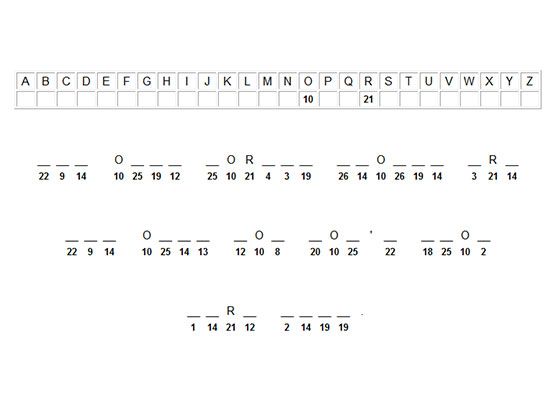 A B C D E F G H I J K L M N O P Q R S T U V W X Y Z
10 21
O O R O R
22 9 14 10 25 19 12 25 10 21 4 3 19 26 14 10 26 19 14 3 21 14
O O O ' O
22 9 14 10 25 14 13 12 10 8 20 10 25 22 18 25 10 2
R .
1 14 21 12 2 14 19 19